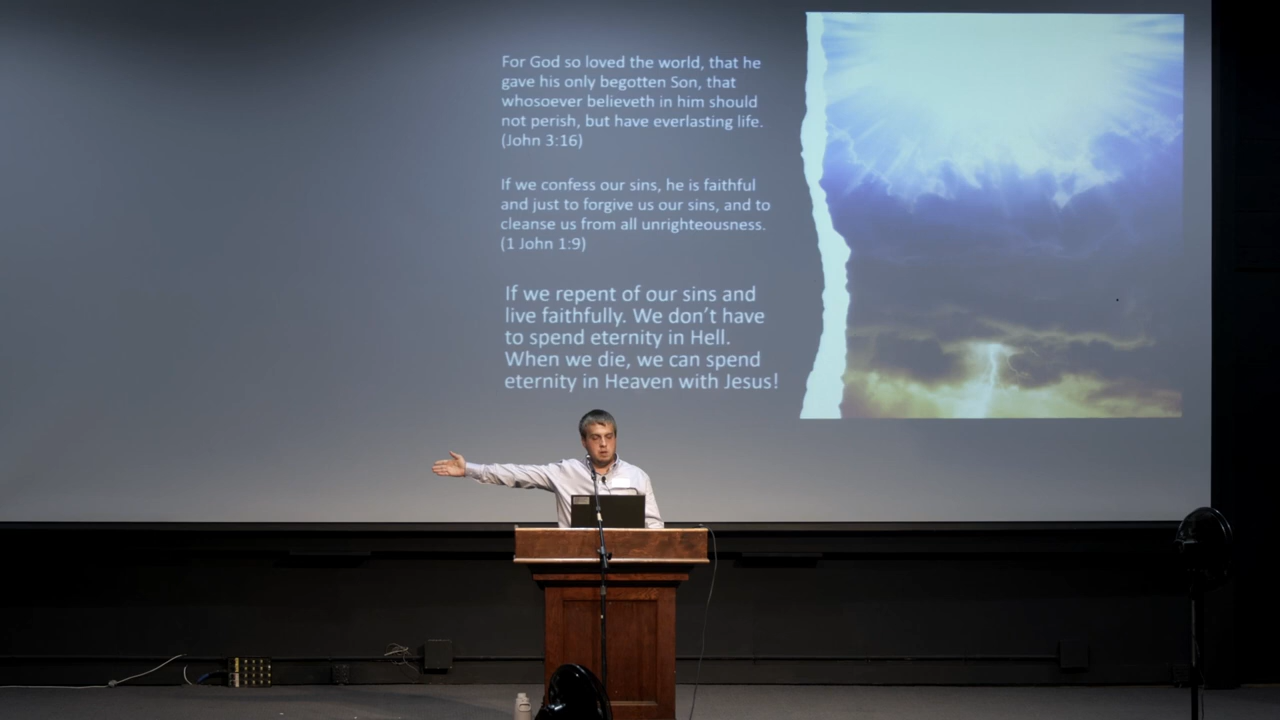 For God so loved the world, that he
gave his only begotten Son, that
whosoever believeth in him should
not perish, but have everlasting life.
(John 3:16)
If we confess our sins, he is faithful
and just to forgive us our sins, and to
cleanse us from all unrighteousness.
(1 John 1:9)
If we repent of our sins and
live faithfully. We don't have
to spend eternity in Hell.
When we die, we can spend
eternity in Heaven with Jesus!